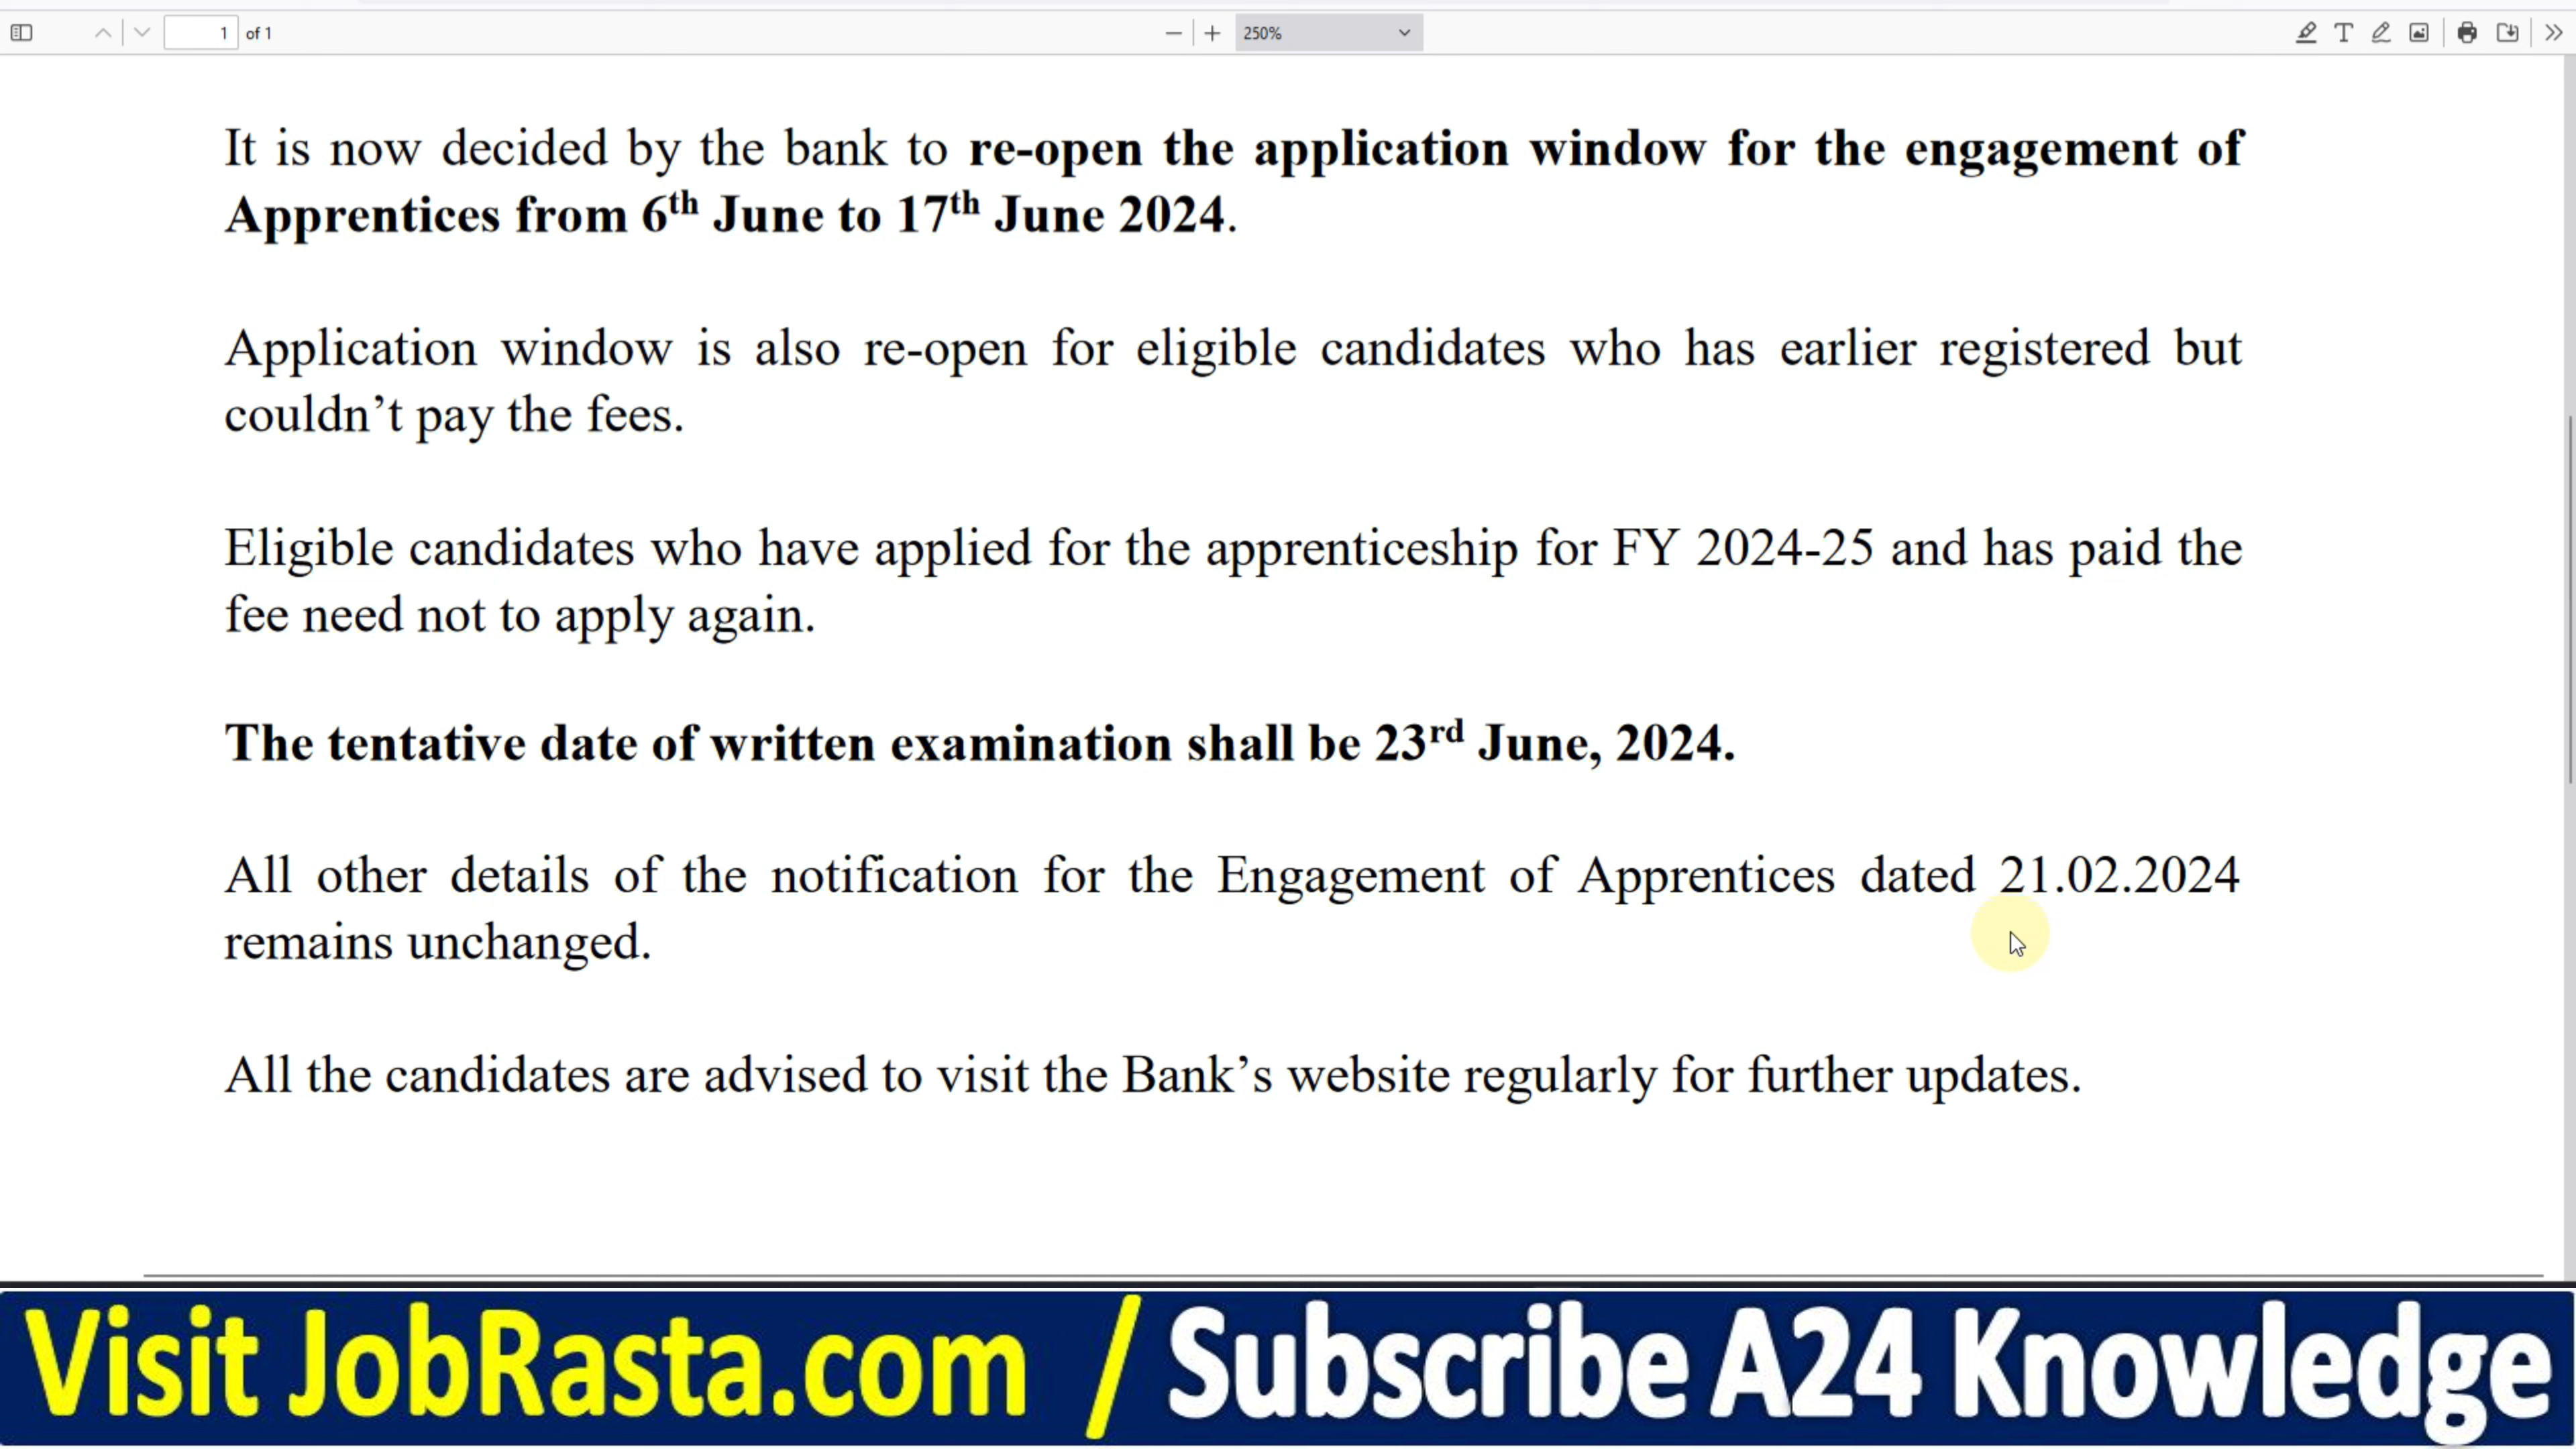 1 of 1
250%
It is now decided by the bank to re-open the application window for the engagement of
Apprentices from 6th June to 17th June 2024.
Application window is also re-open for eligible candidates who has earlier registered but
couldn’t pay the fees.
Eligible candidates who have applied for the apprenticeship for FY 2024-25 and has paid the
fee need not to apply again.
The tentative date of written examination shall be 23rd June, 2024.
All other details of the notification for the Engagement of Apprentices dated 21.02.2024
remains unchanged.
All the candidates are advised to visit the Bank’s website regularly for further updates.
Visit JobRasta.com / Subscribe A24 Knowledge